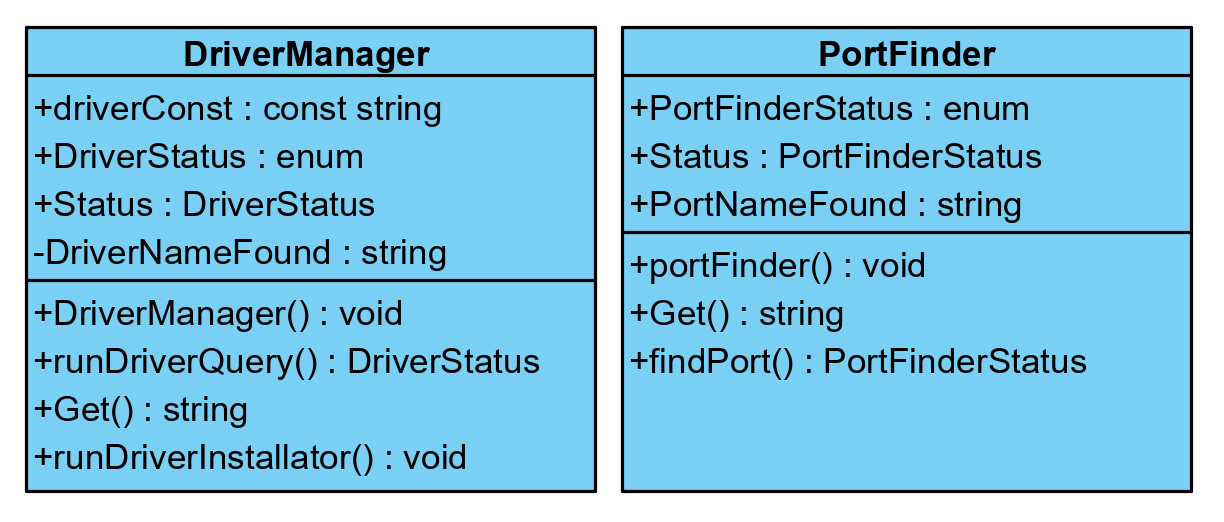 DriverManager
+driverConst : const string
+DriverStatus : enum
+Status : DriverStatus
-DriverNameFound : string
+DriverManager() : void
+runDriverQuery() : DriverStatus
+Get() : string
+runDriverInstallator() : void
PortFinder
+PortFinderStatus : enum
+Status : PortFinderStatus
+PortNameFound : string
+portFinder() : void
+Get() : string
+findPort() : PortFinderStatus